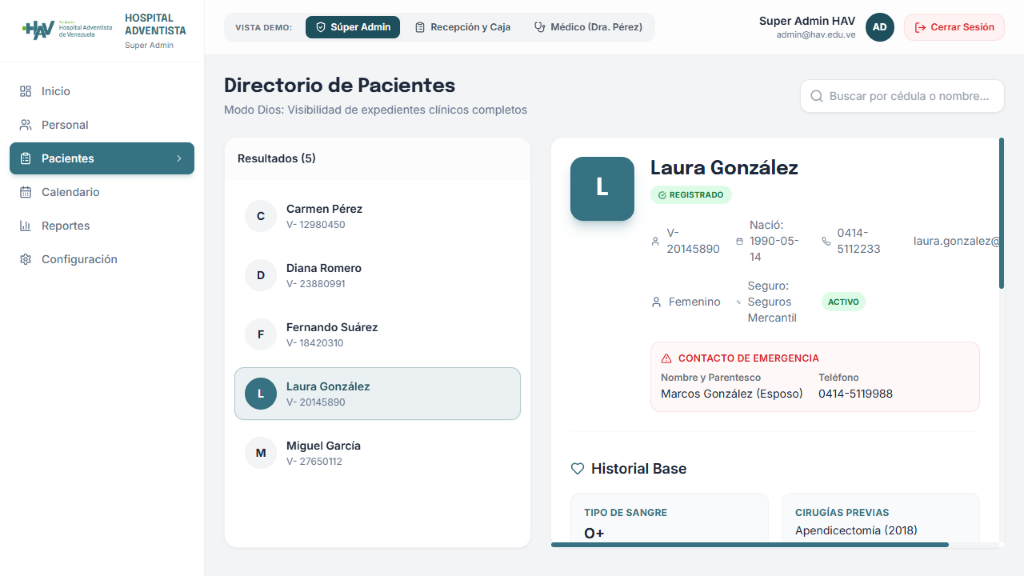 HAV
Hospital Adventista
de Venezuela
HOSPITAL
ADVENTISTA
Super Admin
Inicio
Personal
Pacientes
Calendario
Reportes
Configuración
VISTA DEMO:
Súper Admin
Recepción y Caja
Médico (Dra. Pérez)
Super Admin HAV
admin@hav.edu.ve
AD
Cerrar Sesión
Directorio de Pacientes
Modo Dios: Visibilidad de expedientes clínicos completos
Buscar por cédula o nombre...
Resultados (5)
C
Carmen Pérez
V- 12980450
D
Diana Romero
V- 23880991
F
Fernando Suárez
V- 18420310
L
Laura González
V- 20145890
M
Miguel García
V- 27650112
L
Laura González
REGISTRADO
V-
20145890
Nació:
1990-05-
14
0414-
5112233
laura.gonzalez@
Femenino
Seguro:
Seguros
Mercantil
ACTIVO
CONTACTO DE EMERGENCIA
Nombre y Parentesco
Marcos González (Esposo)
Teléfono
0414-5119988
Historial Base
TIPO DE SANGRE
O+
CIRUGÍAS PREVIAS
Apendicectomía (2018)